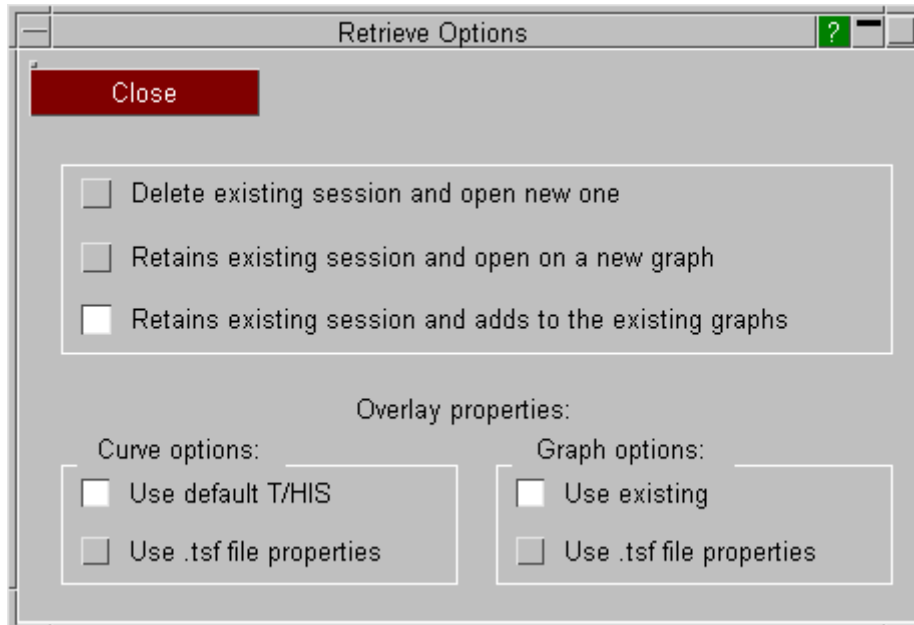 Retrieve Options ?
Close
Delete existing session and open new one
Retains existing session and open on a new graph
Retains existing session and adds to the existing graphs
Overlay properties:
Curve options: Graph options:
Use default T/HIS Use existing
Use .tsf file properties Use .tsf file properties